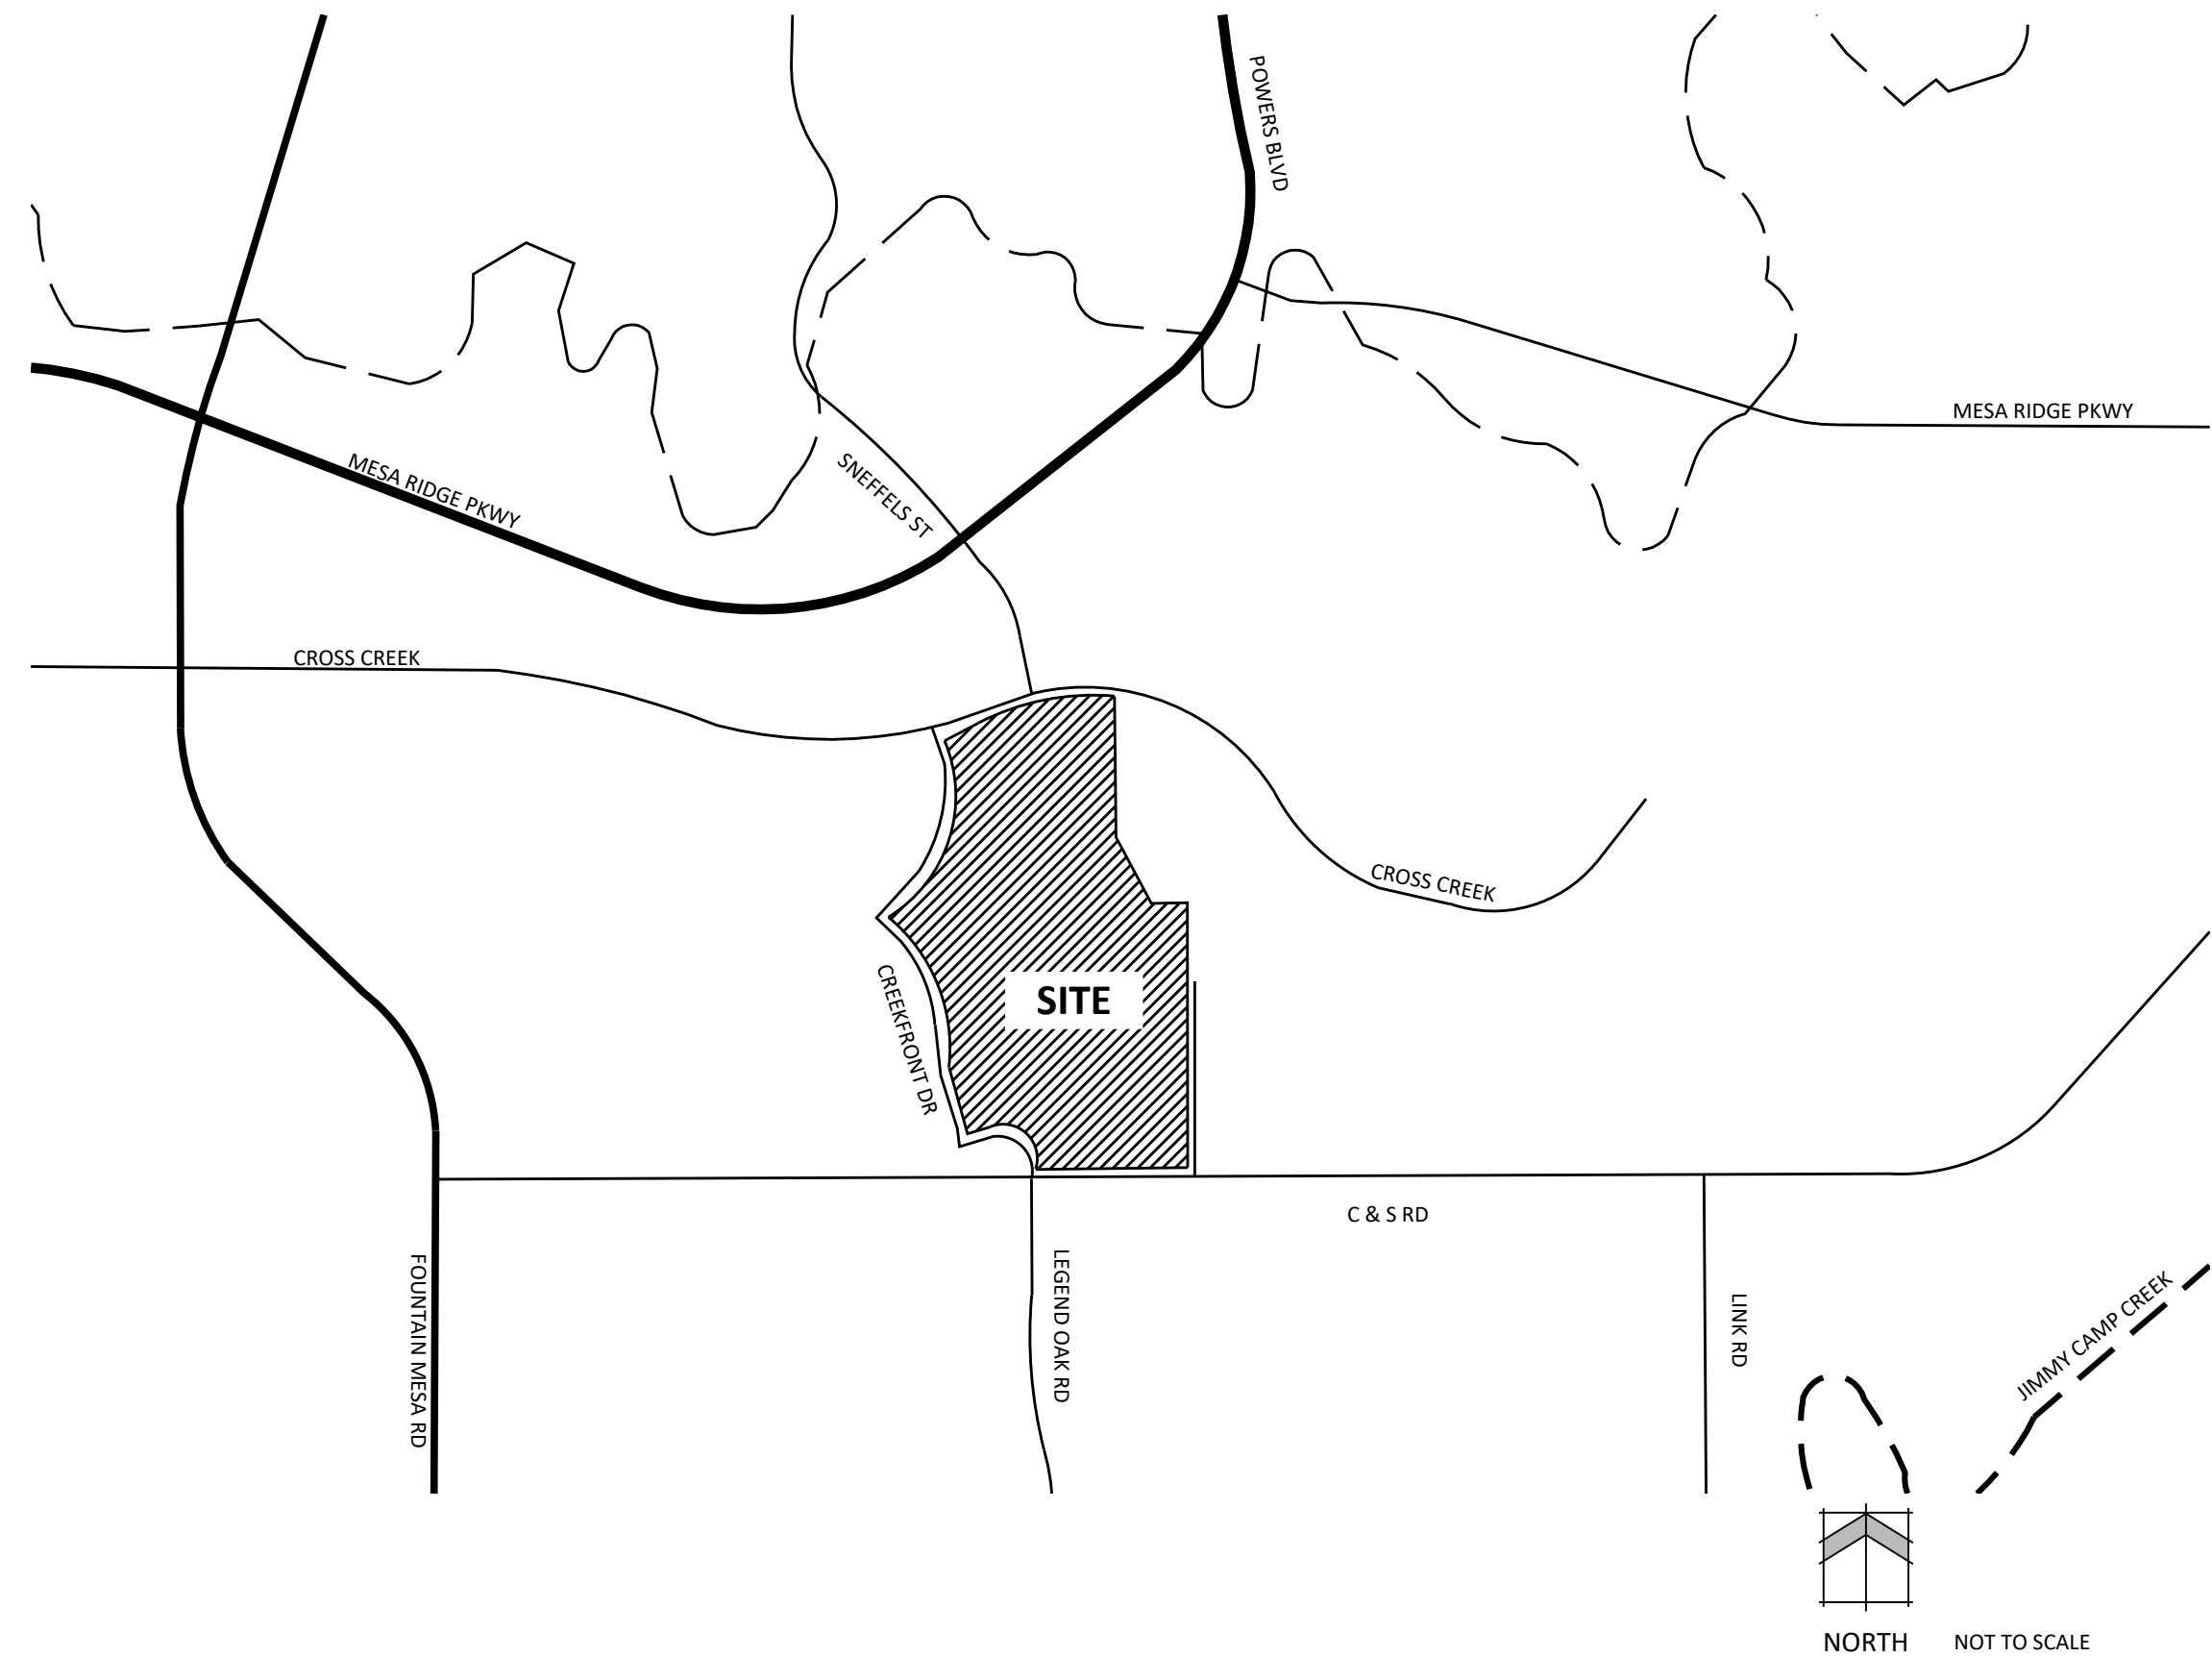 POWERS BLVD
MESA RIDGE PKWY
MESA RIDGE PKWY
SNEFFELS ST
CROSS CREEK
CROSS CREEK
SITE
CREEKFRONT DR
C & S RD
FOUNTAIN MESA RD
LEGEND OAK RD
LINK RD
JIMMY CAMP CREEK
NORTH
NOT TO SCALE